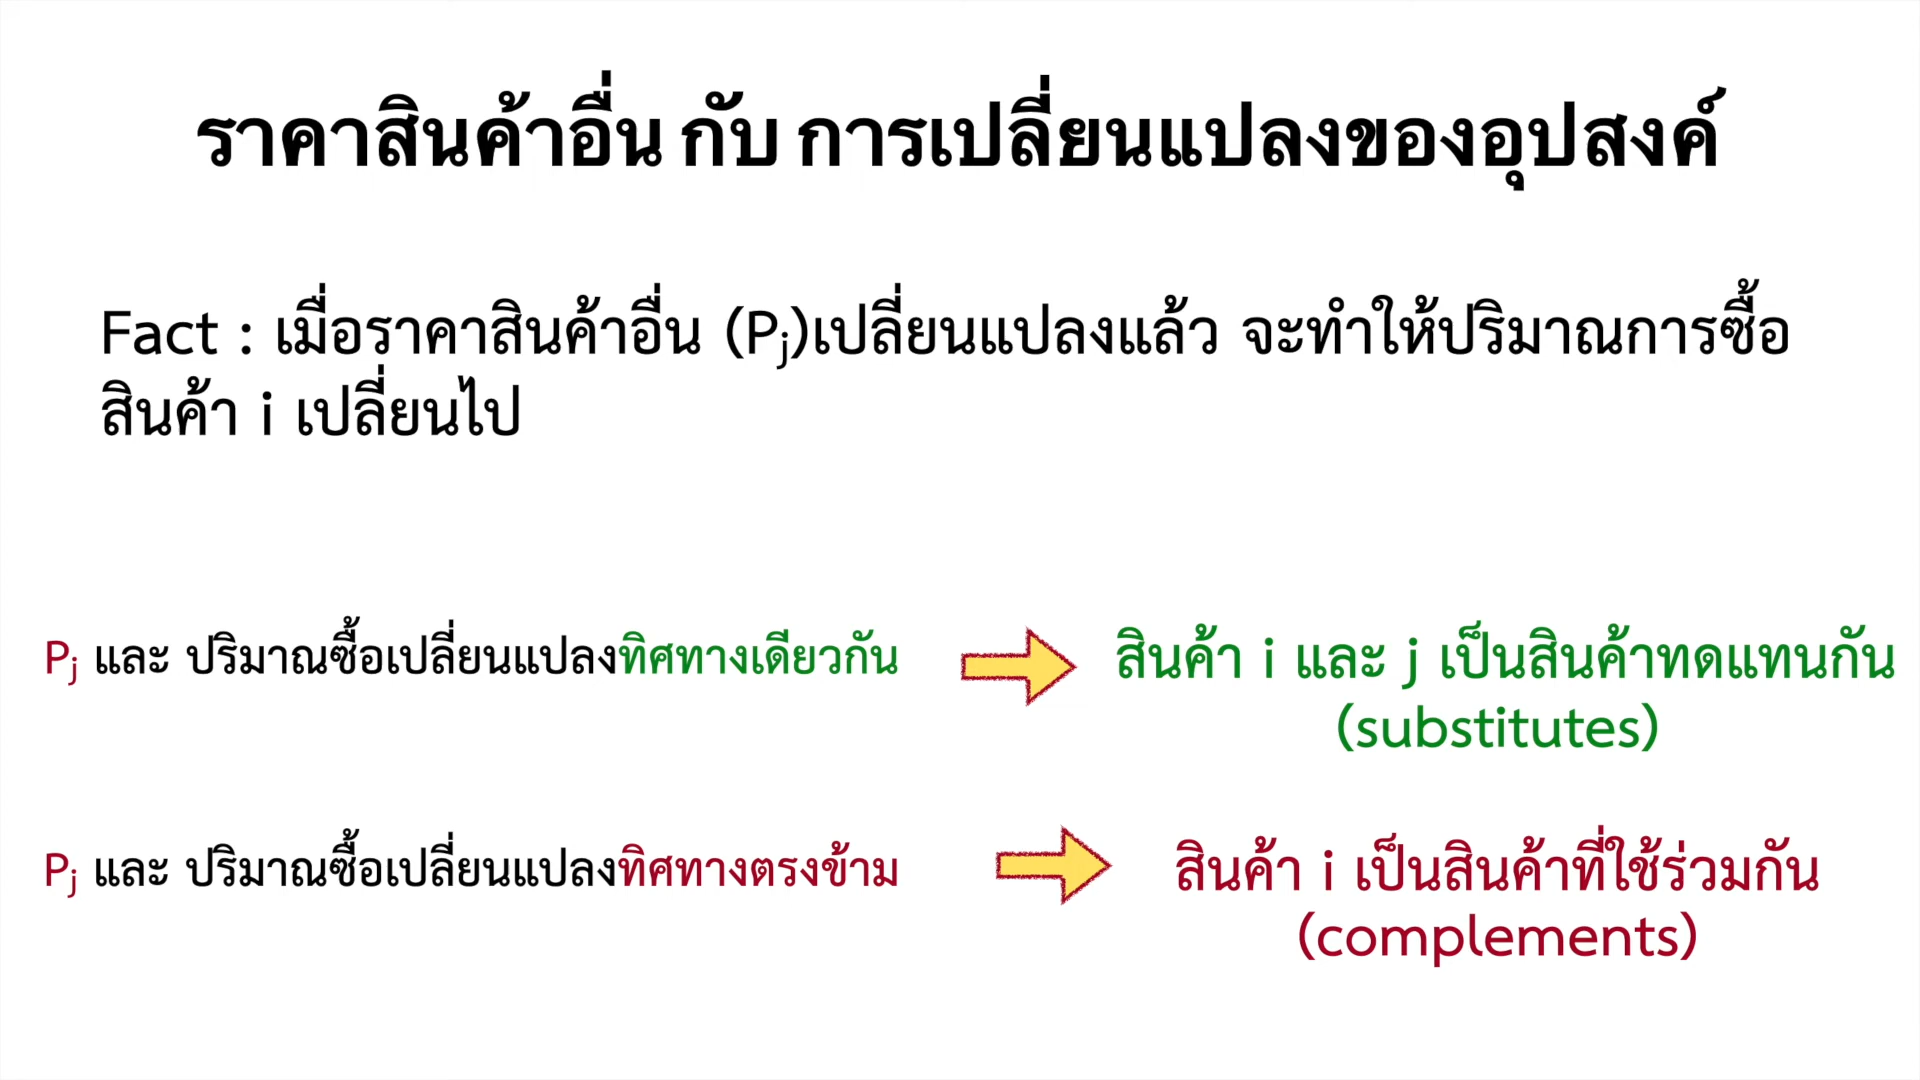 ราคาสินค้าอื่น กับ การเปลี่ยนแปลงของอุปสงค์
Fact : เมื่อราคาสินค้าอื่น (Pj)เปลี่ยนแปลงแล้ว จะทำให้ปริมาณการซื้อ
สินค้า i เปลี่ยนไป
Pj และ ปริมาณซื้อเปลี่ยนแปลงทิศทางเดียวกัน
สินค้า i และ j เป็นสินค้าทดแทนกัน
(substitutes)
Pj และ ปริมาณซื้อเปลี่ยนแปลงทิศทางตรงข้าม
สินค้า i เป็นสินค้าที่ใช้ร่วมกัน
(complements)